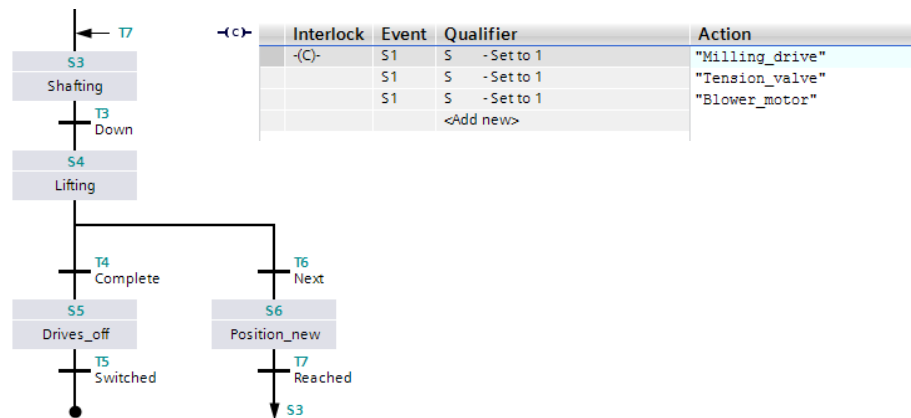 T7
S3
Shafting
T3
Down
S4
Lifting
T4
Complete
T6
Next
S5
Drives_off
S6
Position_new
T5
Switched
T7
Reached
S3
-(c)- Interlock Event Qualifier Action
-(C)- S1 S - Set to 1 "Milling_drive"
S1 S - Set to 1 "Tension_valve"
S1 S - Set to 1 "Blower_motor"
<Add new>